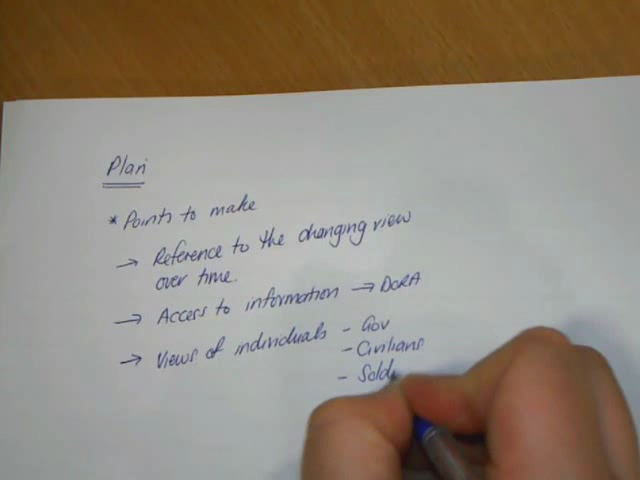 Plan
* Points to make
→ Reference to the changing view
over time.
→ Access to information → DORA
→ Views of individuals - Gov
- Civilians
- Sold